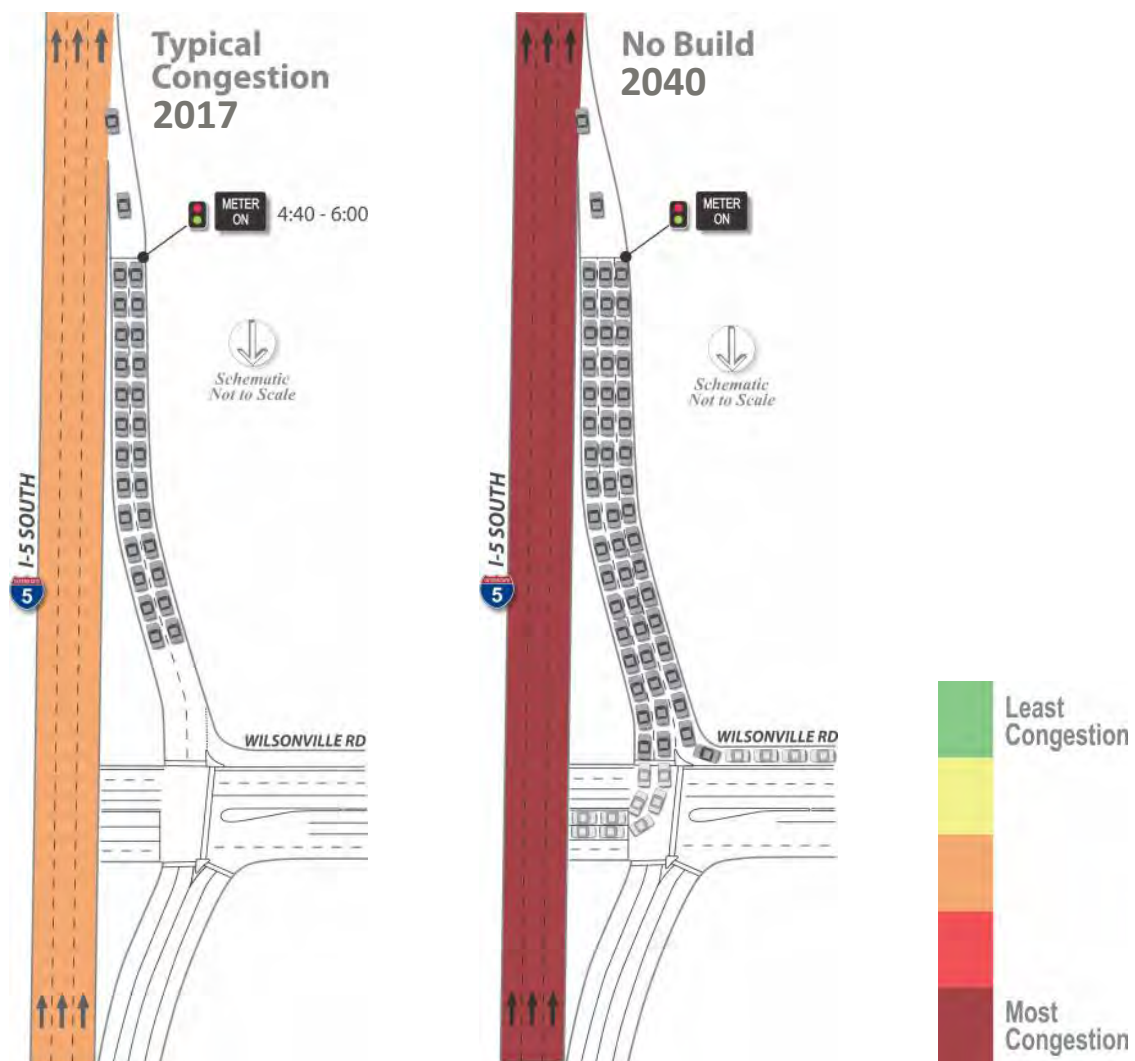 Typical
Congestion
2017
METER
ON
4:40 - 6:00
Schematic
Not to Scale
I-5 SOUTH
5
WILSONVILLE RD
No Build
2040
METER
ON
Schematic
Not to Scale
I-5 SOUTH
5
WILSONVILLE RD
Least
Congestion
Most
Congestion